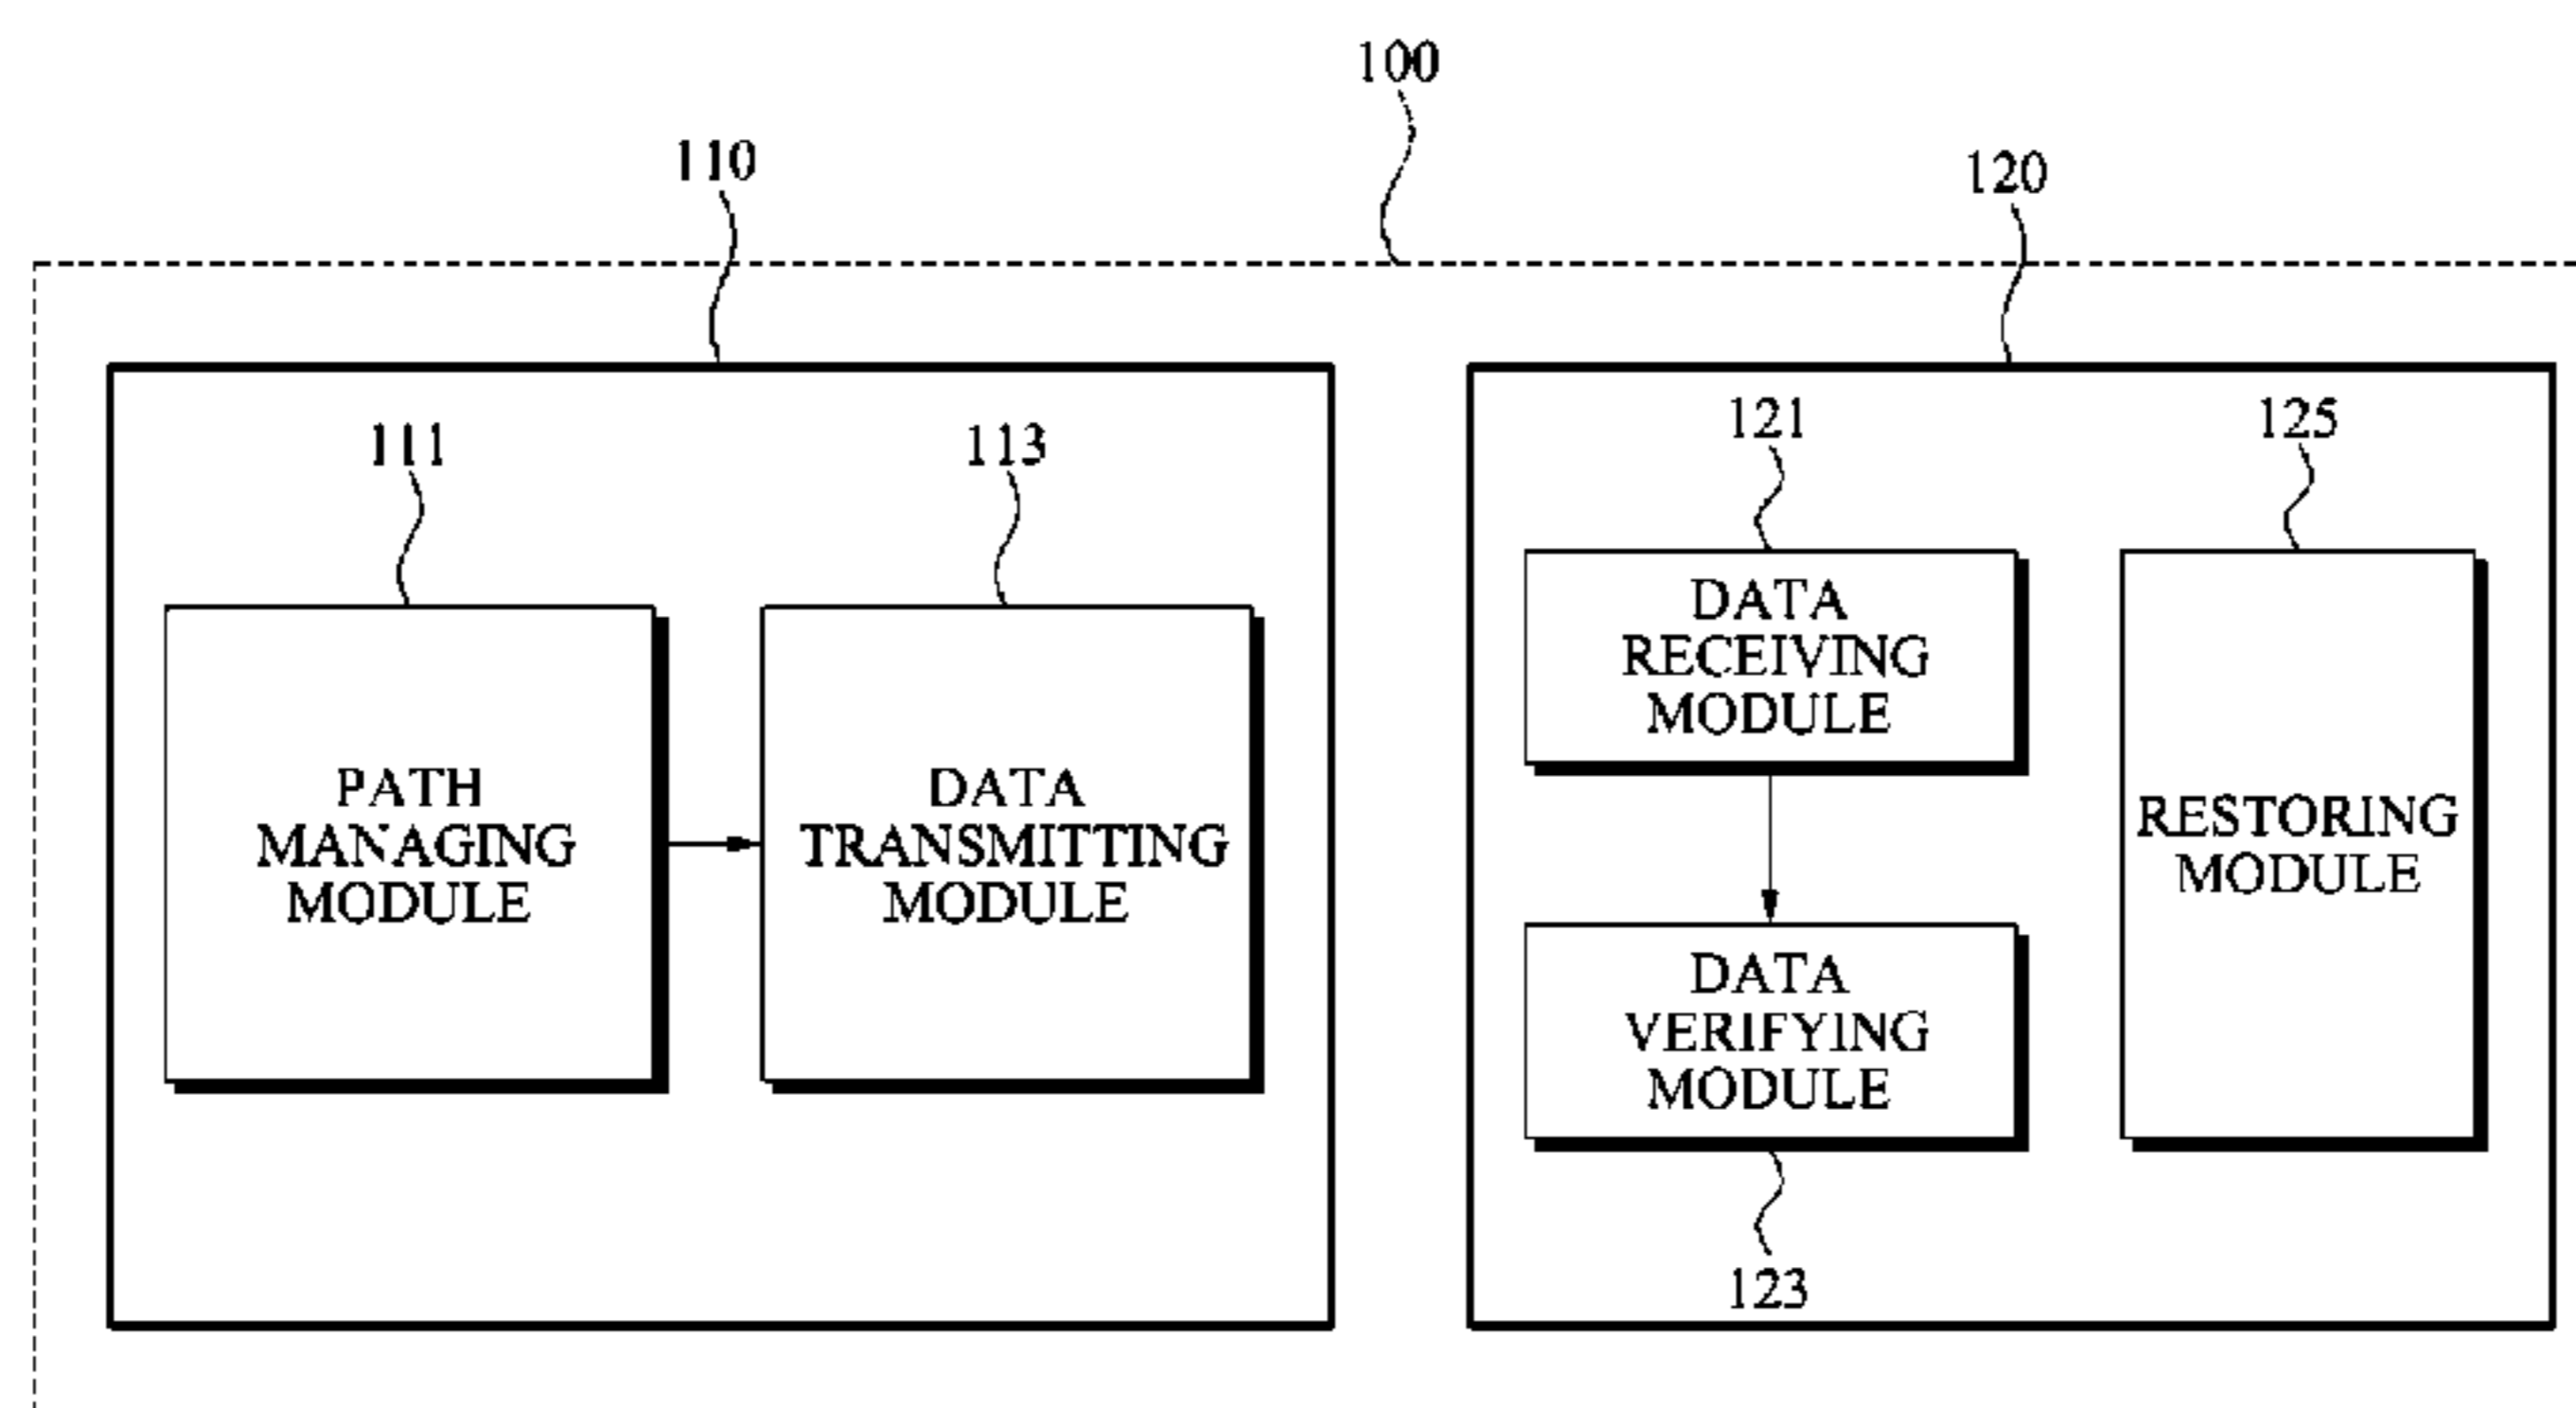 100
110
120
111
113
121
125
PATH
MANAGING
MODULE
DATA
TRANSMITTING
MODULE
DATA
RECEIVING
MODULE
DATA
VERIFYING
MODULE
RESTORING
MODULE
123